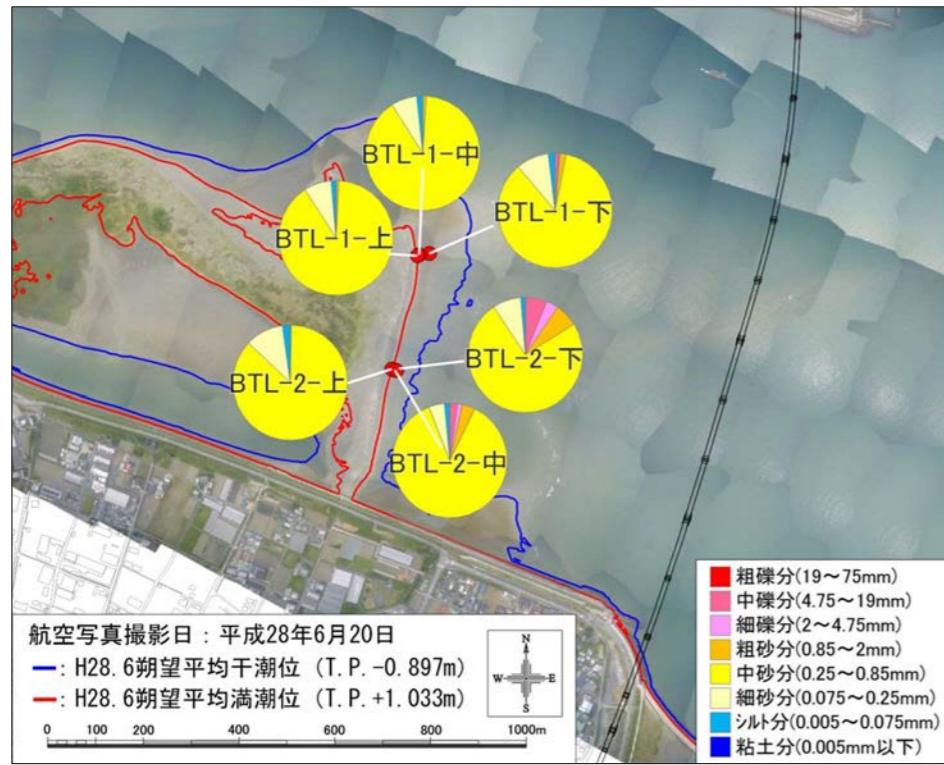 BTL-1-中
BTL-1-下
BTL-1-上
BTL-2-下
BTL-2-上
BTL-2-中
粗礫分(19～75mm)
中礫分(4.75～19mm)
細礫分(2～4.75mm)
粗砂分(0.85～2mm)
中砂分(0.25～0.85mm)
細砂分(0.075～0.25mm)
シルト分(0.005～0.075mm)
粘土分(0.005mm以下)
航空写真撮影日：平成28年6月20日
：H28.6朔望平均干潮位（T.P.-0.897m）
：H28.6朔望平均満潮位（T.P.+1.033m）
N
W E
S
0 100 200 400 600 800 1000m